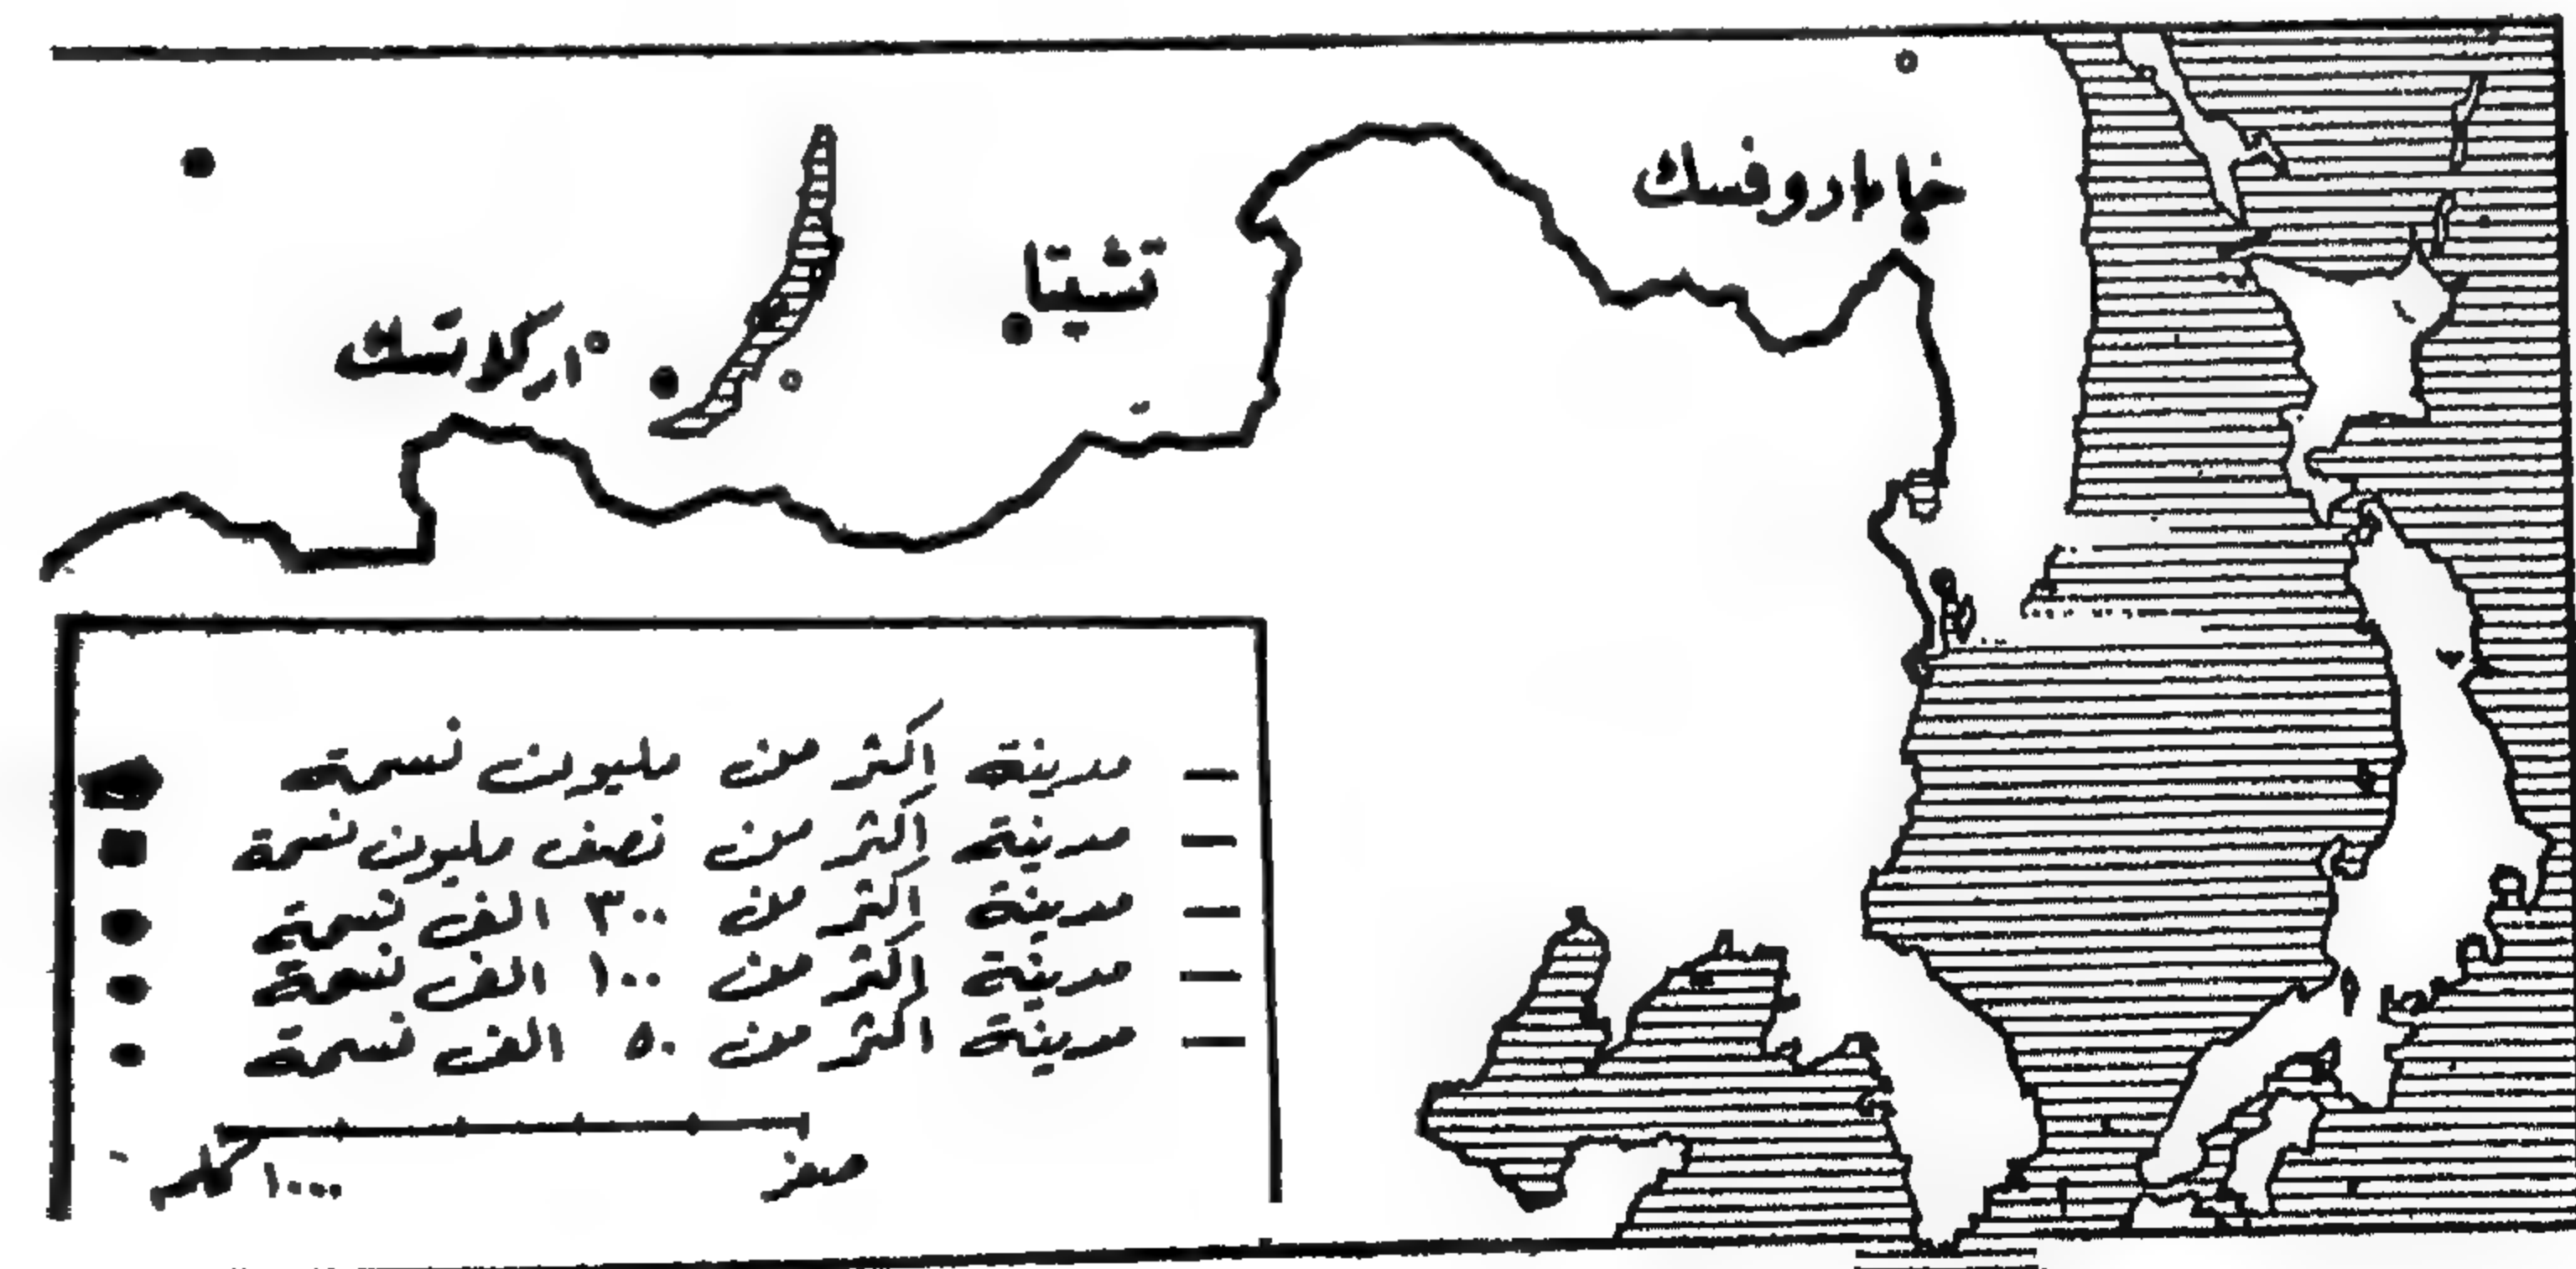 خاباروفسك
تشيتا
اركلاتسك
— مدينة اكثر من مليون نسمة
— مدينة اكثر من نصف مليون نسمة
— مدينة اكثر من ٣٠٠ الف نسمة
— مدينة اكثر من ١٠٠ الف نسمة
— مدينة اكثر من ٥٠ الف نسمة
صفر ١٠٠٠ كلم